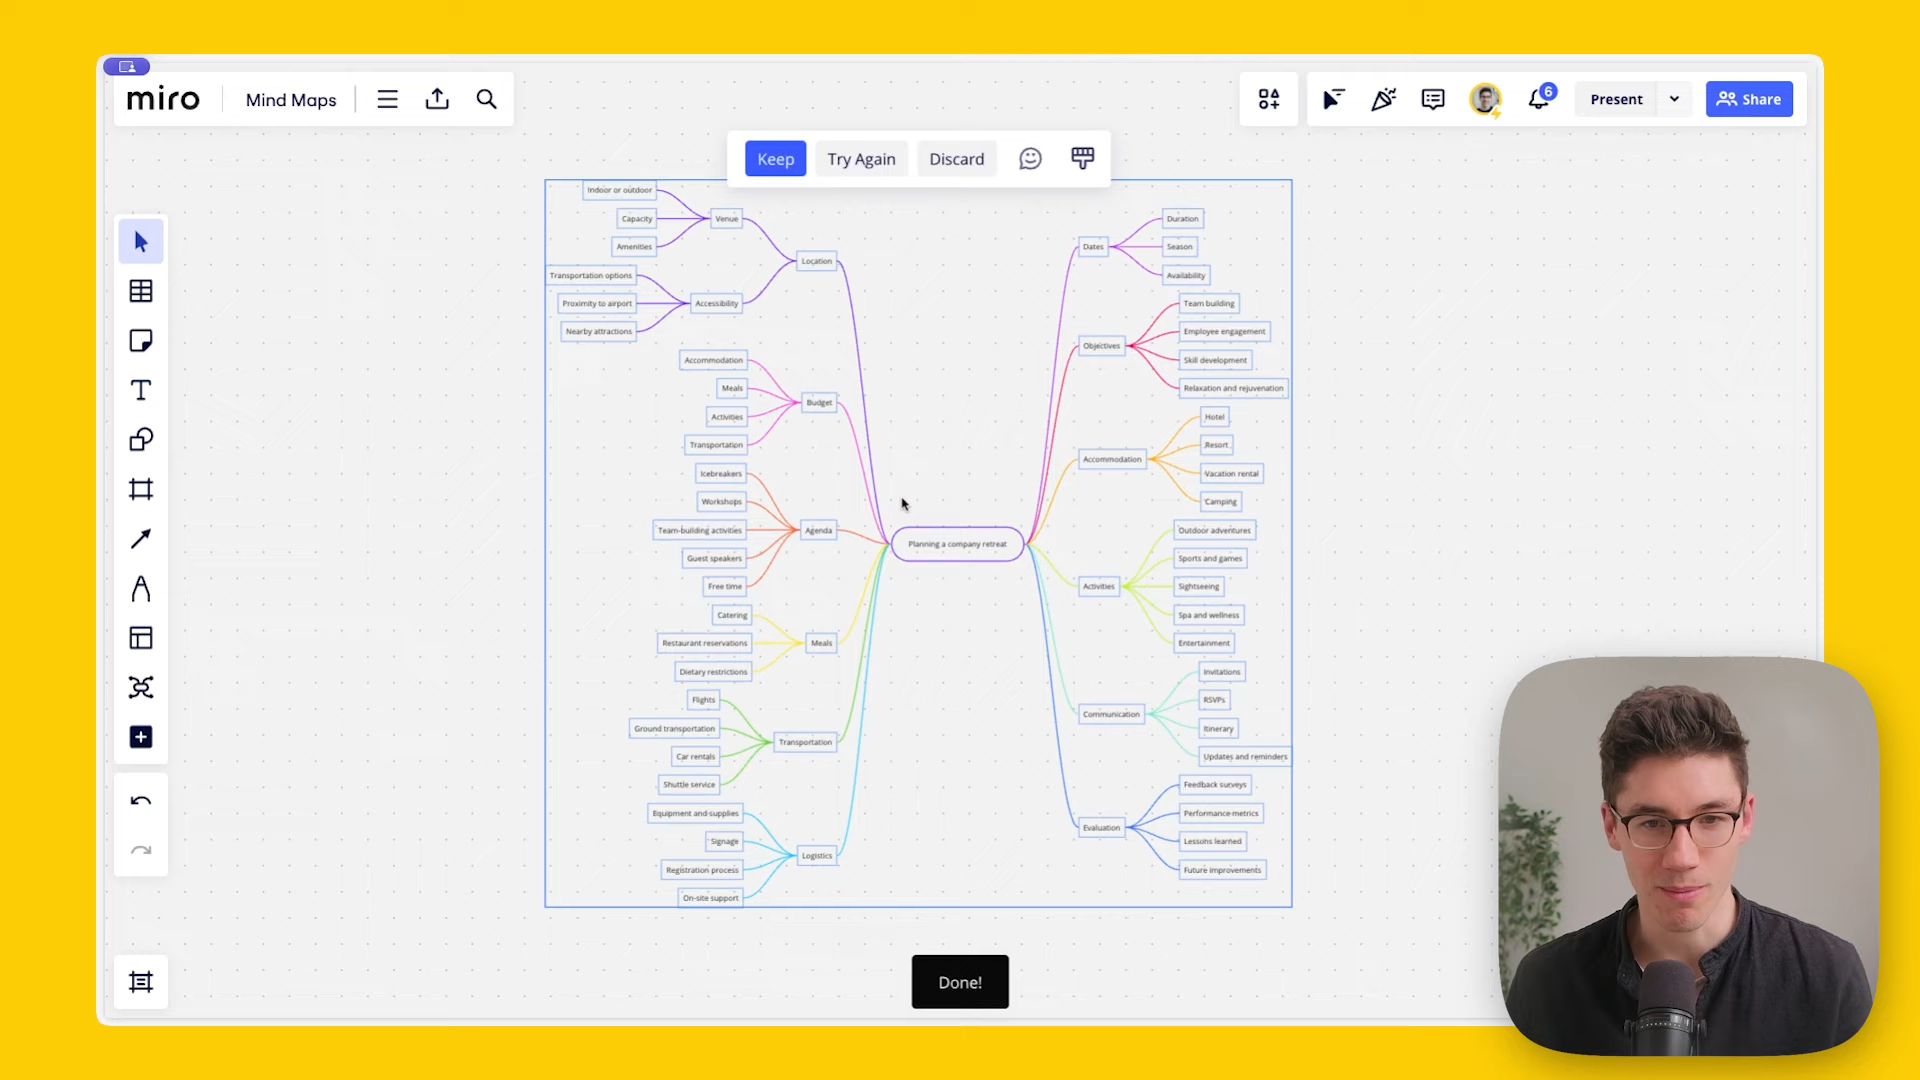 miro
Mind Maps
6
Present
Share
Keep
Try Again
Discard
Indoor or outdoor
Capacity
Amenities
Venue
Transportation options
Proximity to airport
Nearby attractions
Accessibility
Location
Accommodation
Meals
Activities
Transportation
Budget
Icebreakers
Workshops
Team-building activities
Guest speakers
Free time
Agenda
Catering
Restaurant reservations
Dietary restrictions
Meals
Flights
Ground transportation
Car rentals
Shuttle service
Transportation
Equipment and supplies
Signage
Registration process
On-site support
Logistics
Planning a company retreat
Dates
Duration
Season
Availability
Objectives
Team building
Employee engagement
Skill development
Relaxation and rejuvenation
Accommodation
Hotel
Resort
Vacation rental
Camping
Activities
Outdoor adventures
Sports and games
Sightseeing
Spa and wellness
Entertainment
Communication
Invitations
RSVPs
Itinerary
Updates and reminders
Evaluation
Feedback surveys
Performance metrics
Lessons learned
Future improvements
Done!